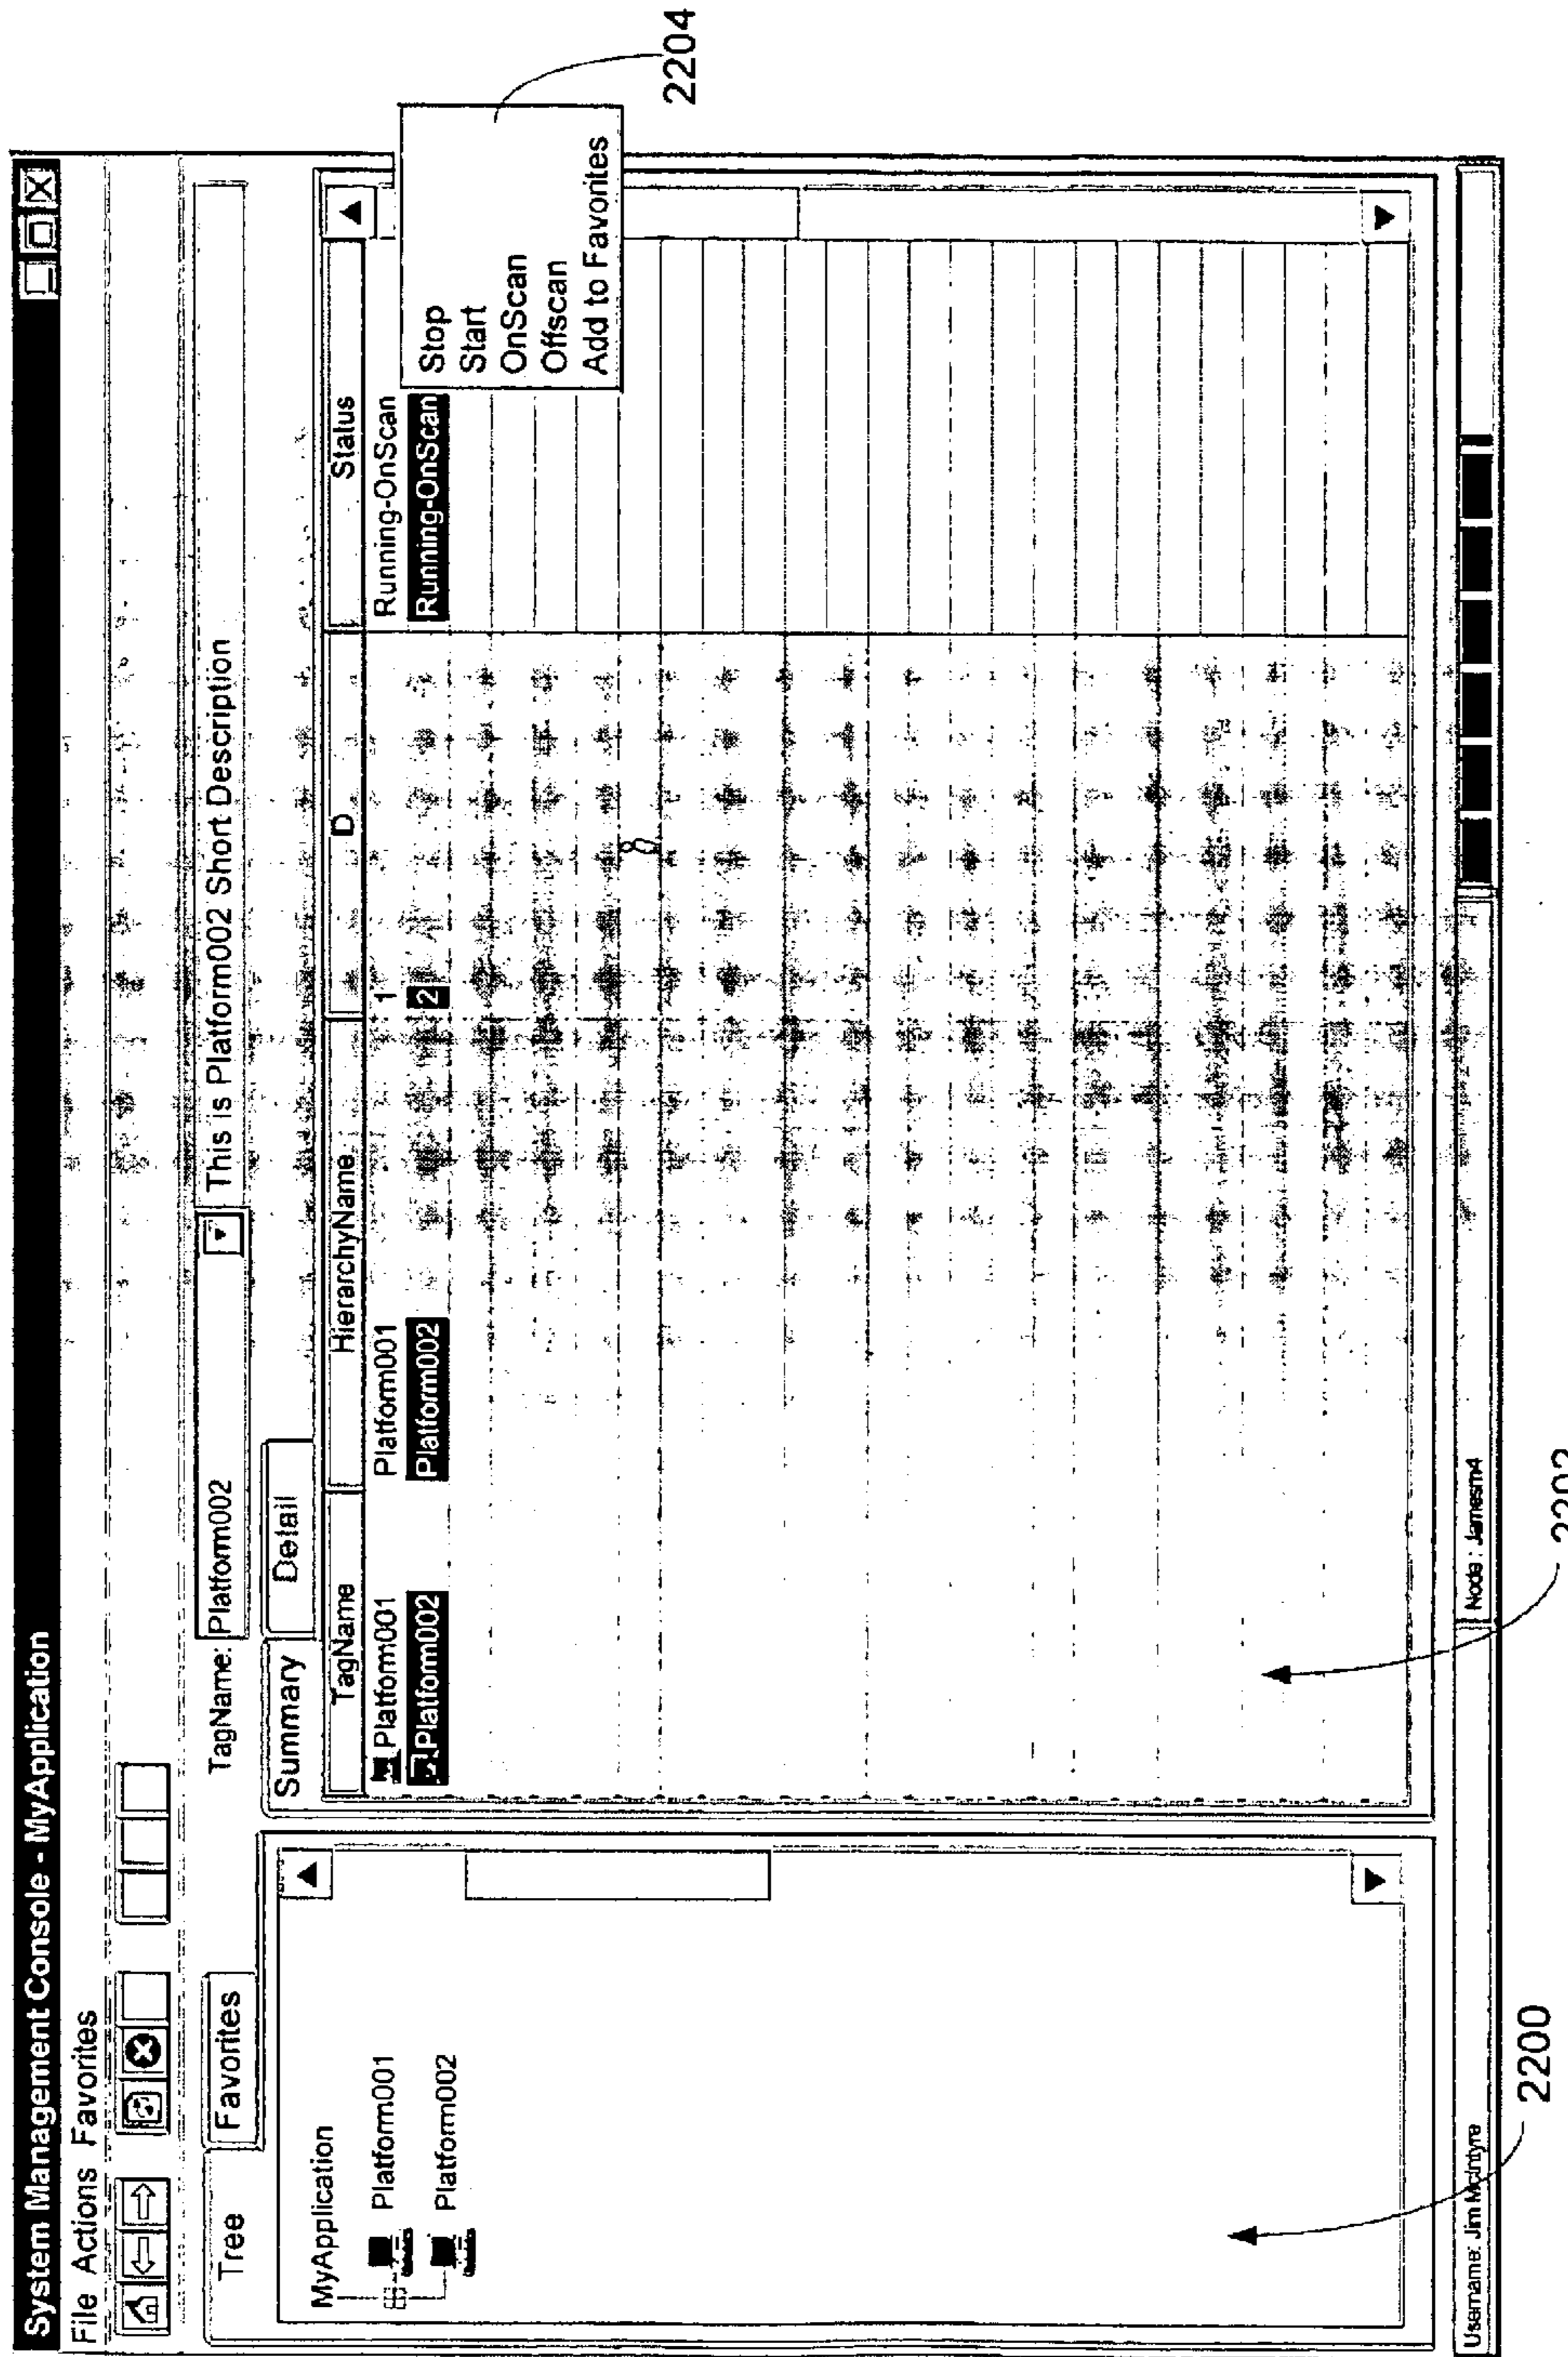 System Management Console - MyApplication
File Actions Favorites
Tree Favorites
TagName: Platform002 This is Platform002 Short Description
MyApplication
Platform001
Platform002
Summary Detail
TagName HierarchyName D Status
Platform001 Platform001 1 Running-OnScan
Platform002 Platform002 2 Running-OnScan
Stop
Start
OnScan
Offscan
Add to Favorites
2204
Username: Jim McIntyre Node : Jamesm4
2200